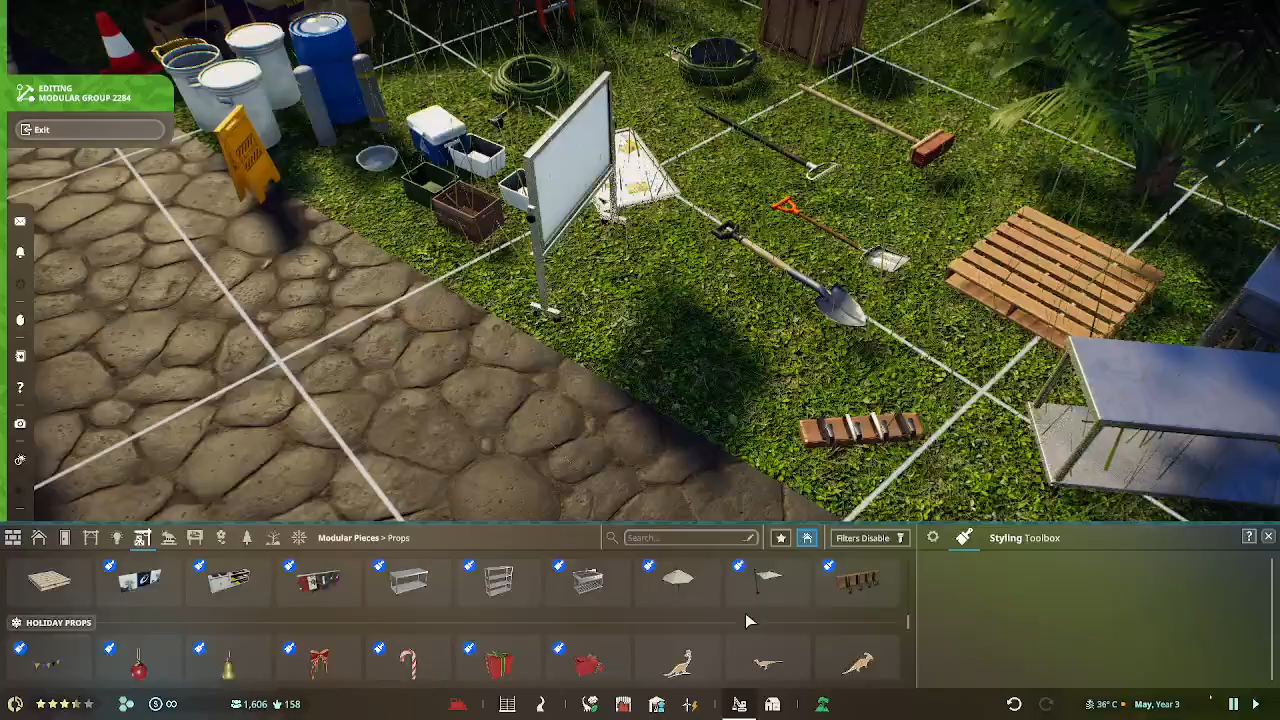 EDITING
MODULAR GROUP 2284
Exit
Modular Pieces > Props
Search...
Filters Disable
Styling Toolbox
?
HOLIDAY PROPS
1,606
158
36°C
May, Year 3